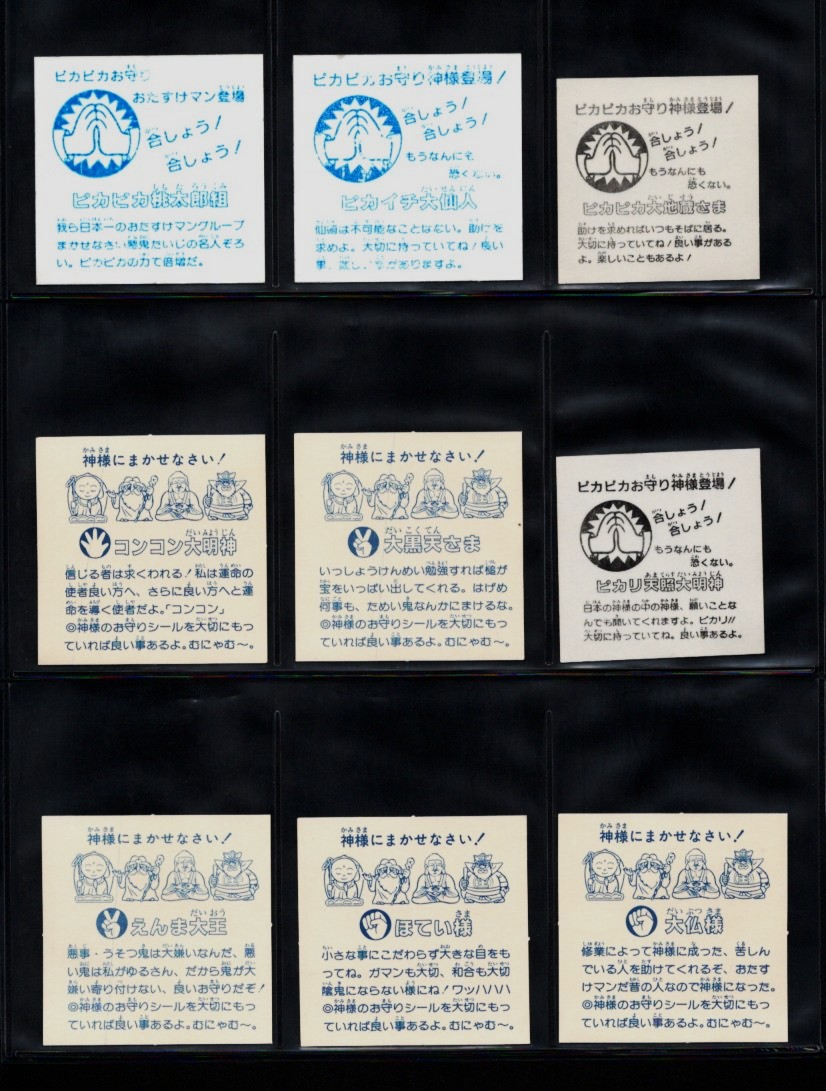 ピカピカお守り
おたすけマン登場
合しょう!
合しょう!
ピカピカ桃太郎組
我ら日本一のおたすけマングループ
まかせなさい悪鬼たいじの名人ぞろ
い。ピカピカの力で倍増だ。
ピカピカお守り神様登場!
合しょう!
合しょう!
もうなんにも
恐くない。
ピカイチ大仙人
仙術は不可能なことはない。助けを
求めよ。大切に持っていてね!良い
事、がありますよ。
ピカピカお守り神様登場!
合しょう!
合しょう!
もうなんにも
恐くない。
ピカピカ大地蔵さま
助けを求めればいつもそばに居る。
大切に持っていてね!良い事がある
よ。楽しいこともあるよ!
神様にまかせなさい!
コンコン大明神
信じる者は求くわれる!私は運命の
使者良い方へ、さらに良い方へと運
命を導く使者だよ。「コンコン」
◎神様のお守りシールを大切にもっ
ていれば良い事あるよ。むにゃむ〜。
神様にまかせなさい!
大黒天さま
いっしょうけんめい勉強すれば槌が
宝をいっぱい出してくれる。はげめ
何事も、ためい鬼なんかにまけるな。
◎神様のお守りシールを大切にもっ
ていれば良い事あるよ。むにゃむ〜。
ピカピカお守り神様登場!
合しょう!
合しょう!
もうなんにも
恐くない。
ピカリ天照大明神
日本の神様の中の神様、願いことな
んでも聞いてくれますよ。ピカリ!!
大切に持っていてね。良い事あるよ。
神様にまかせなさい!
えんま大王
悪事・うそつ鬼は大嫌いなんだ、悪
い鬼は私がゆるさん、だから鬼が大
嫌い寄り付けない、良いお守りだぞ!
◎神様のお守りシールを大切にもっ
ていれば良い事あるよ。むにゃむ〜。
神様にまかせなさい!
ほてい様
小さな事にこだわらず大きな目をも
ってね。ガマンも大切、和合も大切
陰鬼にならない様にね!ワッハハハ
◎神様のお守りシールを大切にもっ
ていれば良い事あるよ。むにゃむ〜。
神様にまかせなさい!
大仏様
修業によって神様に成った、苦しん
でいる人を助けてくれるぞ、おたす
けマンだ昔の人なので神様になった。
◎神様のお守りシールを大切にもっ
ていれば良い事あるよ。むにゃむ〜。